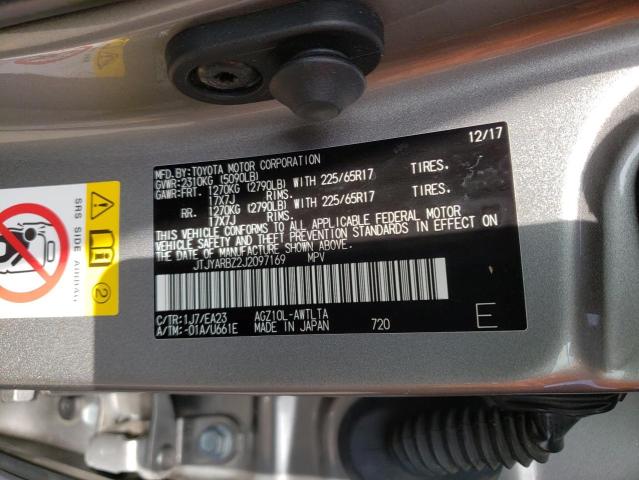 12/17
MFD.BY:TOYOTA MOTOR CORPORATION
GVWR:2310KG (5090LB)
GAWR:FRT. 1270KG (2790LB) WITH 225/65R17 TIRES.
17X7J RIMS.
RR. 1270KG (2790LB) WITH 225/65R17 TIRES.
17X7J RIMS.
THIS VEHICLE CONFORMS TO ALL APPLICABLE FEDERAL MOTOR
VEHICLE SAFETY AND THEFT PREVENTION STANDARDS IN EFFECT ON
THE DATE OF MANUFACTURE SHOWN ABOVE.
JTJYARBZ2J2097169 MPV
C/TR:1J7/EA23 AGZ10L-AWTLTA
A/TM:-01A/U661E MADE IN JAPAN 720 E
SRS SIDE AIRBAG
2